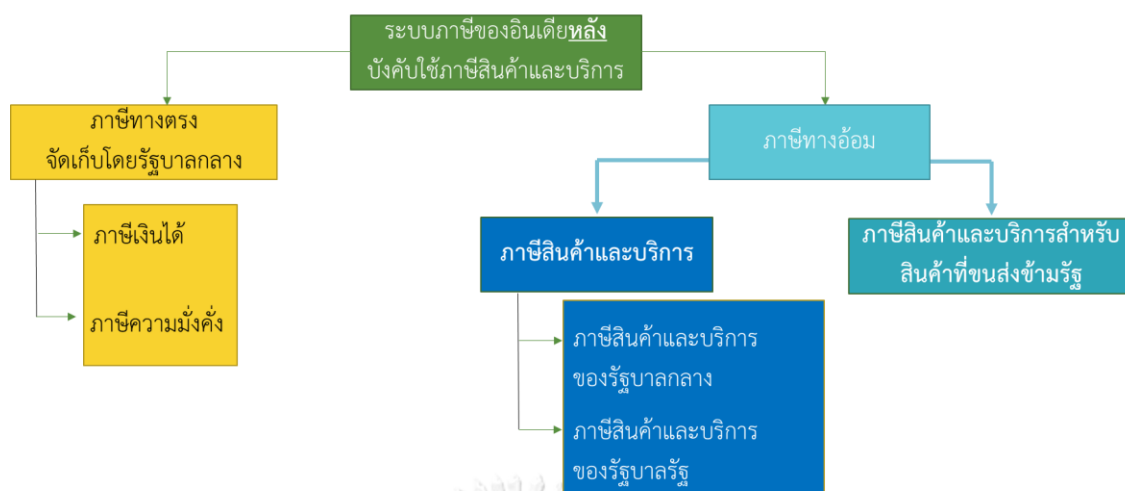 ระบบภาษีของอินเดียหลัง
บังคับใช้ภาษีสินค้าและบริการ
ภาษีทางตรง
จัดเก็บโดยรัฐบาลกลาง
ภาษีเงินได้
ภาษีความมั่งคั่ง
ภาษีทางอ้อม
ภาษีสินค้าและบริการ
ภาษีสินค้าและบริการ
ของรัฐบาลกลาง
ภาษีสินค้าและบริการ
ของรัฐบาลรัฐ
ภาษีสินค้าและบริการสำหรับ
สินค้าที่ขนส่งข้ามรัฐ